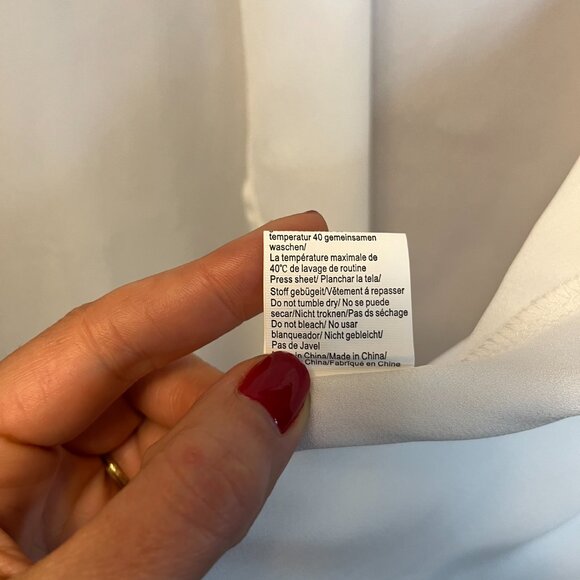 temperatur 40 gemeinsamen
waschen/
La température maximale de
40°C de lavage de routine
Press sheet/ Planchar la tela/
Stoff gebügeit/Vêtement á repasser
Do not tumble dry/ No se puede
secar/Nicht troknen/Pas ds séchage
Do not bleach/ No usar
blanqueador/ Nicht gebleicht/
Pas de Javel
in China/Made in China/
China/Fabriqué en Chine